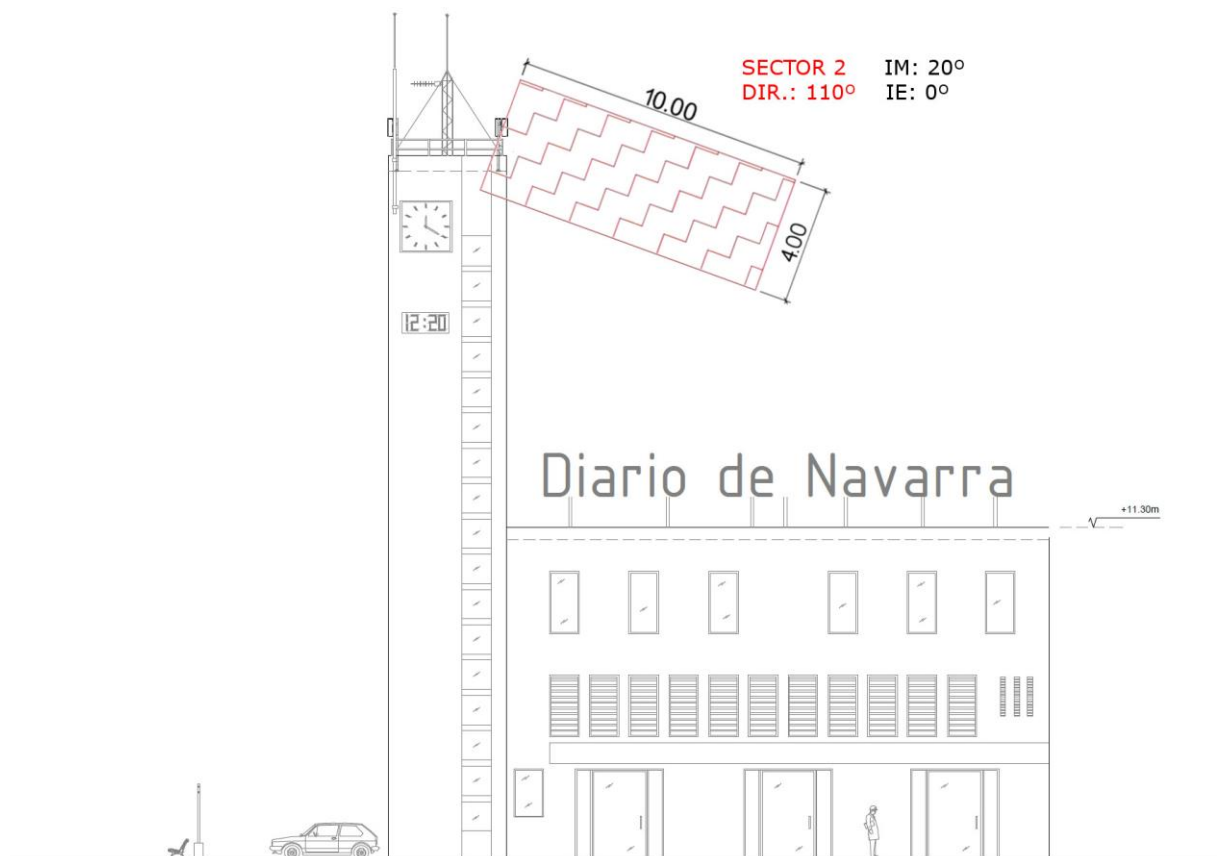 SECTOR 2 IM: 20º
DIR.: 110º IE: 0º
10.00
4.00
12:20
Diario de Navarra
+11.30m